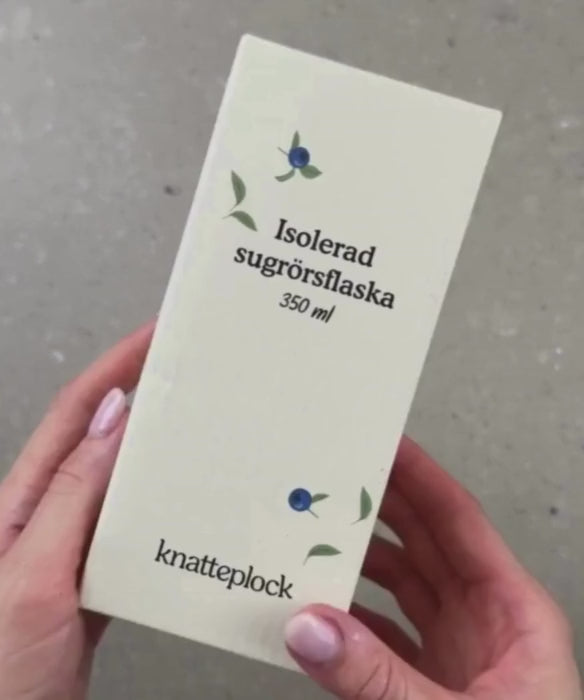 Isolerad
sugrörsflaska
350 ml
knatteplock